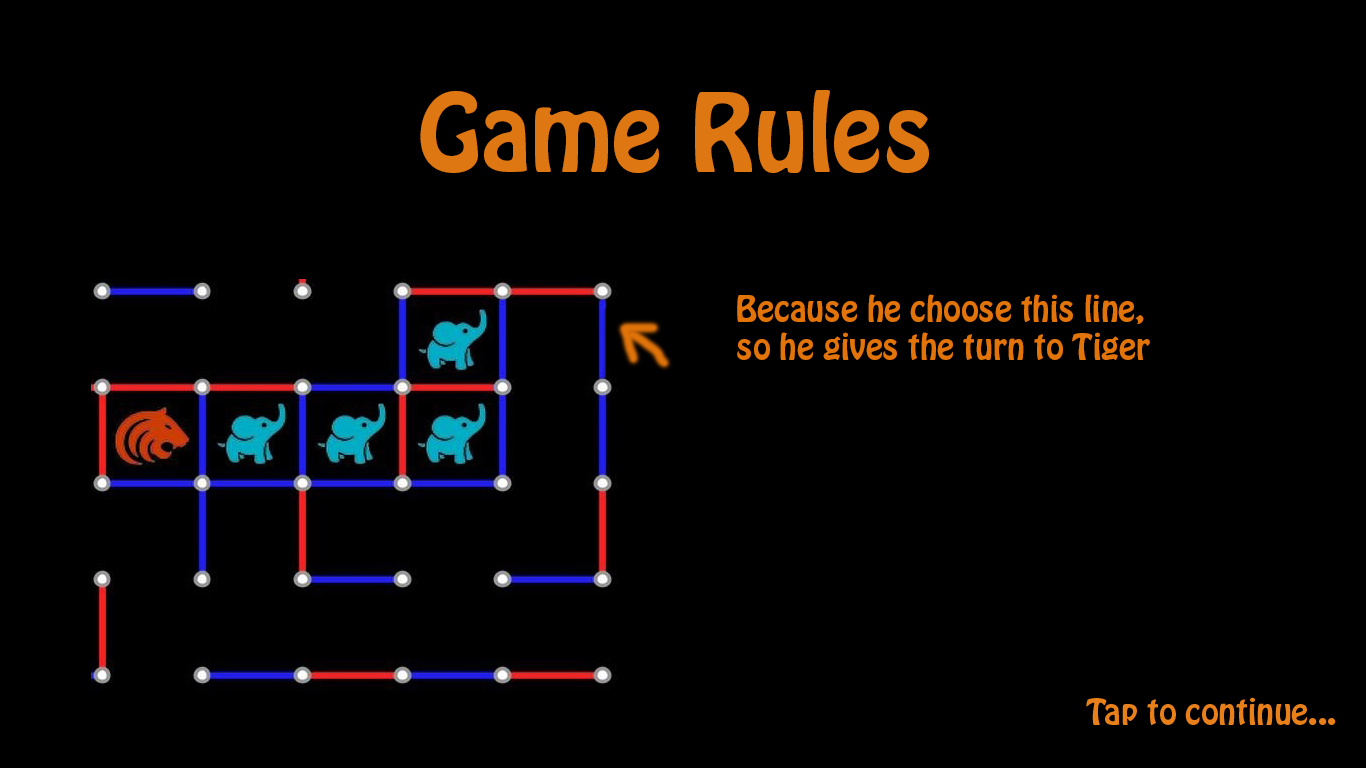 Game Rules
Because he choose this line,
so he gives the turn to Tiger
Tap to continue...